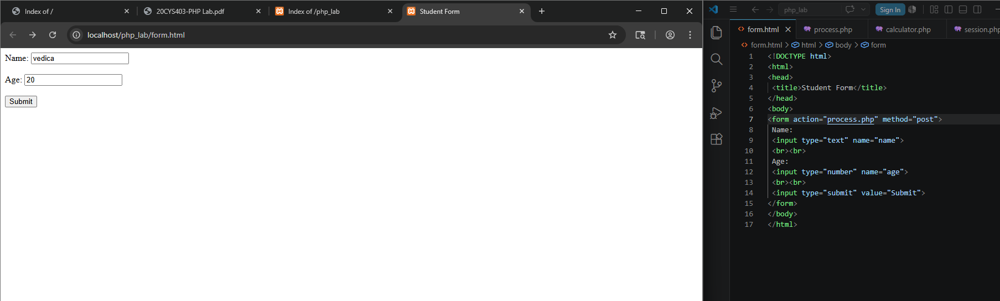 Index of /
20CYS403-PHP Lab.pdf
Index of /php_lab
Student Form
localhost/php_lab/form.html
Name: vedica
Age: 20
Submit
php_lab
Sign In
form.html
process.php
calculator.php
session.php
form.html > html > body > form
1 <!DOCTYPE html>
2 <html>
3 <head>
4 <title>Student Form</title>
5 </head>
6 <body>
7 <form action="process.php" method="post">
8 Name:
9 <input type="text" name="name">
10 <br><br>
11 Age:
12 <input type="number" name="age">
13 <br><br>
14 <input type="submit" value="Submit">
15 </form>
16 </body>
17 </html>